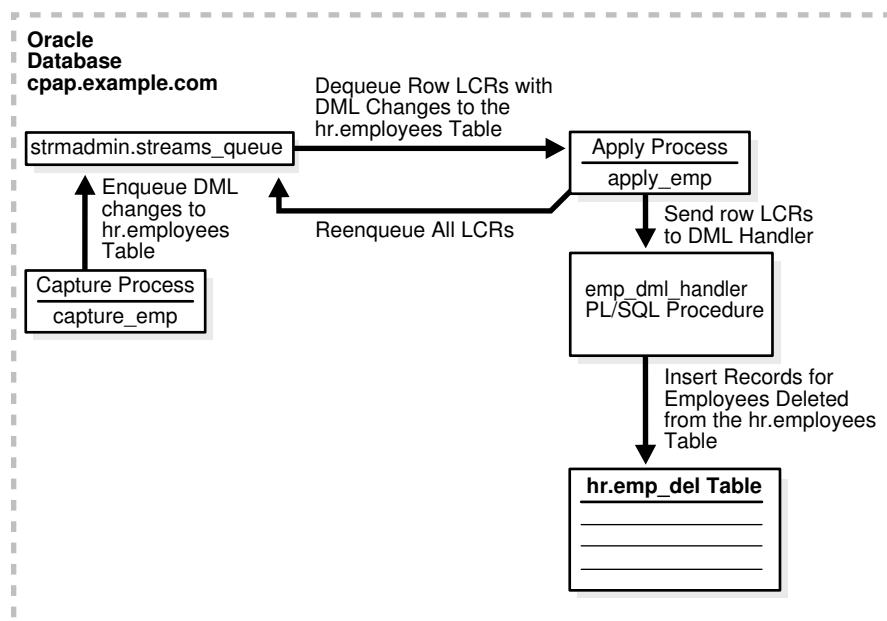 Oracle
Database
cpap.example.com
Dequeue Row LCRs with
DML Changes to the
hr.employees Table
strmadmin.streams_queue
Apply Process
apply_emp
Enqueue DML
changes to
hr.employees
Table
Reenqueue All LCRs
Send row LCRs
to DML Handler
Capture Process
capture_emp
emp_dml_handler
PL/SQL Procedure
Insert Records for
Employees Deleted
from the hr.employees
Table
hr.emp_del Table